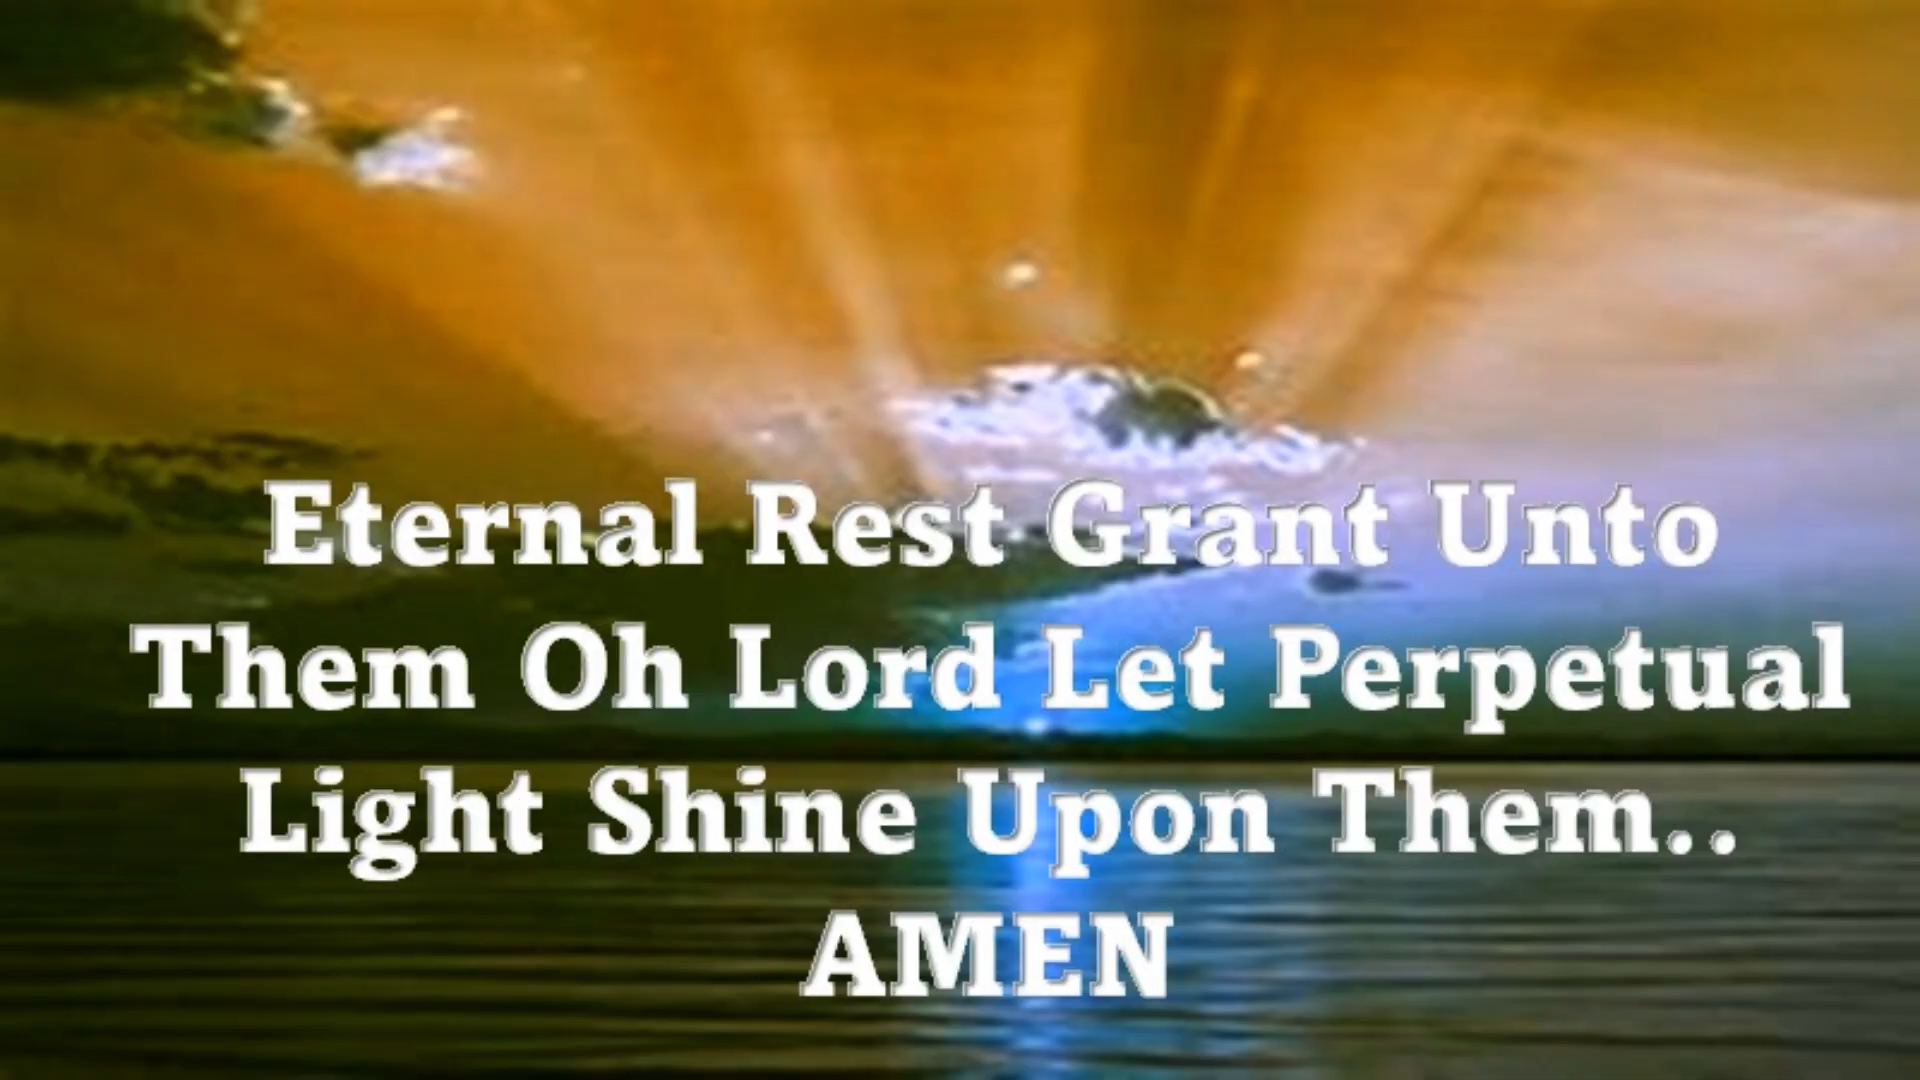 Eternal Rest Grant Unto
Them Oh Lord Let Perpetual
Light Shine Upon Them..
AMEN